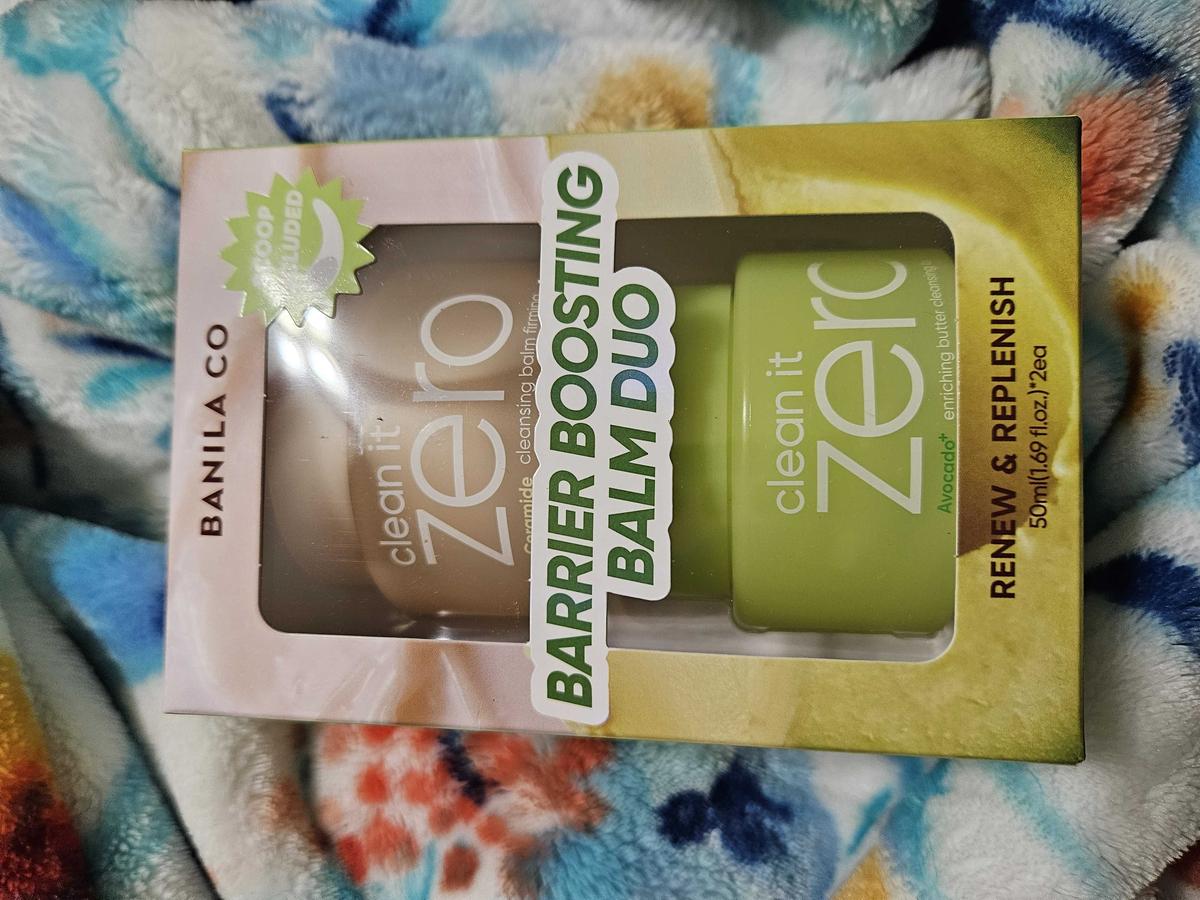 BANILA CO
INCLUDED
clean it
zero
Ceramide cleansing balm firming
BARRIER BOOSTING
BALM DUO
clean it
zero
Avocado+ enriching butter cleansing
RENEW & REPLENISH
50ml(1.69 fl.oz.)*2ea